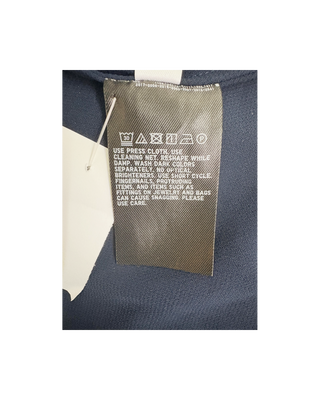 30 P
USE PRESS CLOTH. USE
CLEANING NET. RESHAPE WHILE
DAMP. WASH DARK COLORS
SEPARATELY. NO OPTICAL
BRIGHTENERS. USE SHORT CYCLE.
FINGERNAILS, PROTRUDING
ITEMS, AND ITEMS SUCH AS
FITTINGS ON JEWELRY AND BAGS
CAN CAUSE SNAGGING. PLEASE
USE CARE.